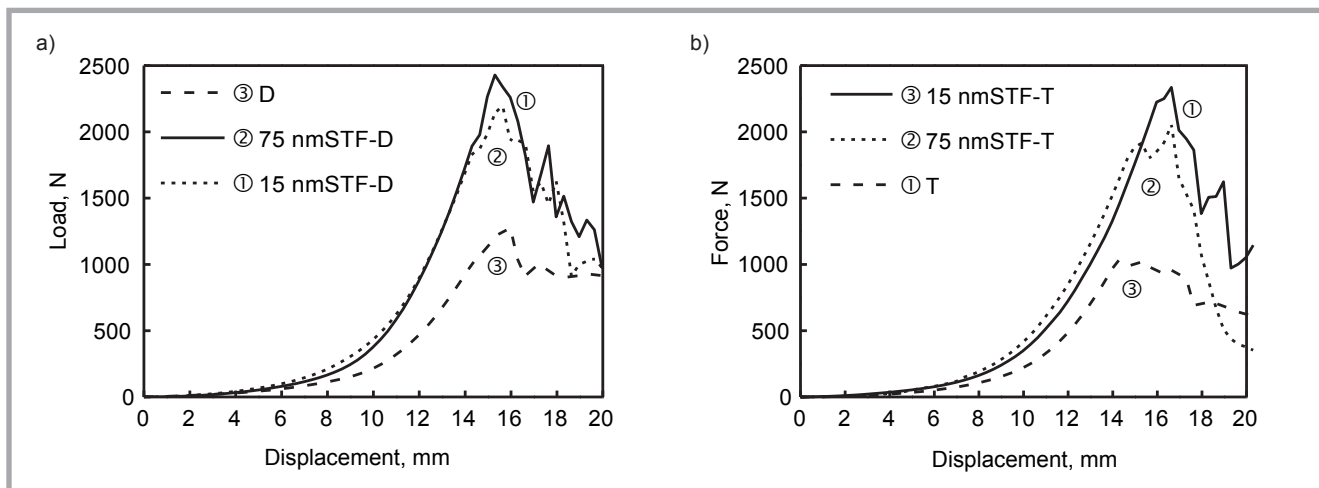 a)
Load, N
2500
2000
1500
1000
500
0
③ D
② 75 nmSTF-D
① 15 nmSTF-D
①
②
③
0 2 4 6 8 10 12 14 16 18 20
Displacement, mm
b)
Force, N
2500
2000
1500
1000
500
0
③ 15 nmSTF-T
② 75 nmSTF-T
① T
①
②
③
0 2 4 6 8 10 12 14 16 18 20
Displacement, mm